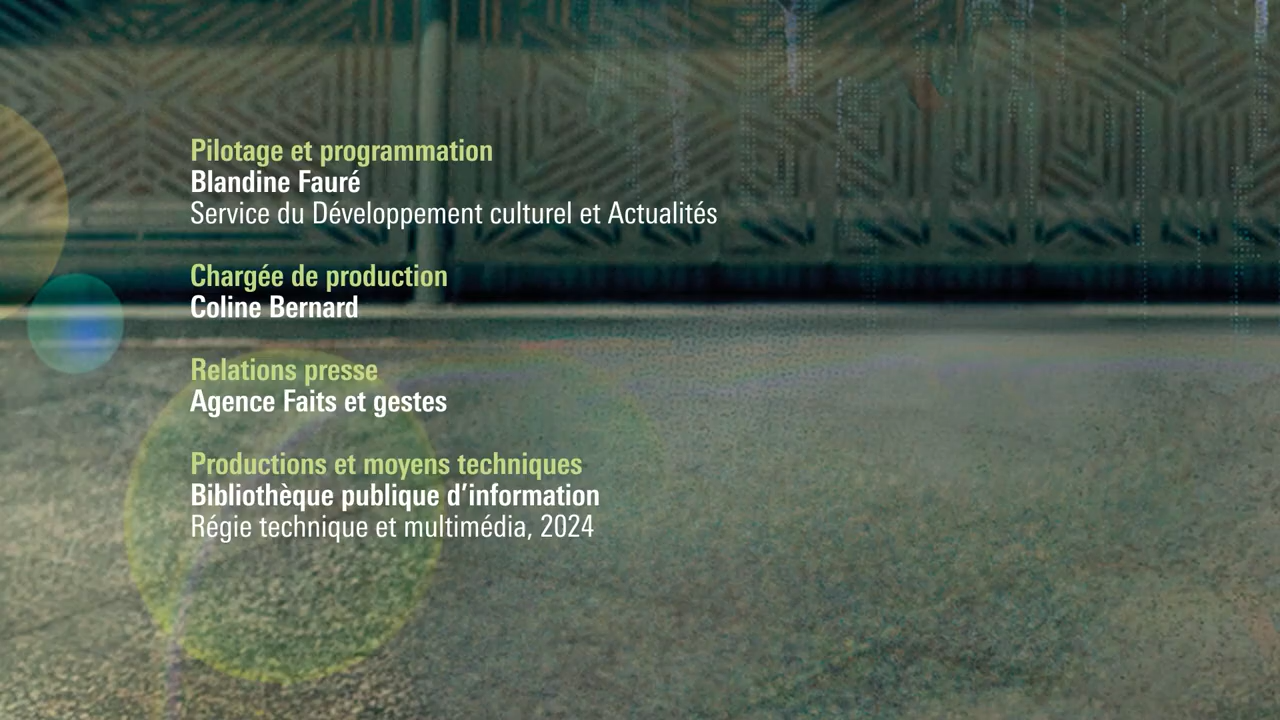 Pilotage et programmation
Blandine Fauré
Service du Développement culturel et Actualités
Chargée de production
Coline Bernard
Relations presse
Agence Faits et gestes
Productions et moyens techniques
Bibliothèque publique d’information
Régie technique et multimédia, 2024